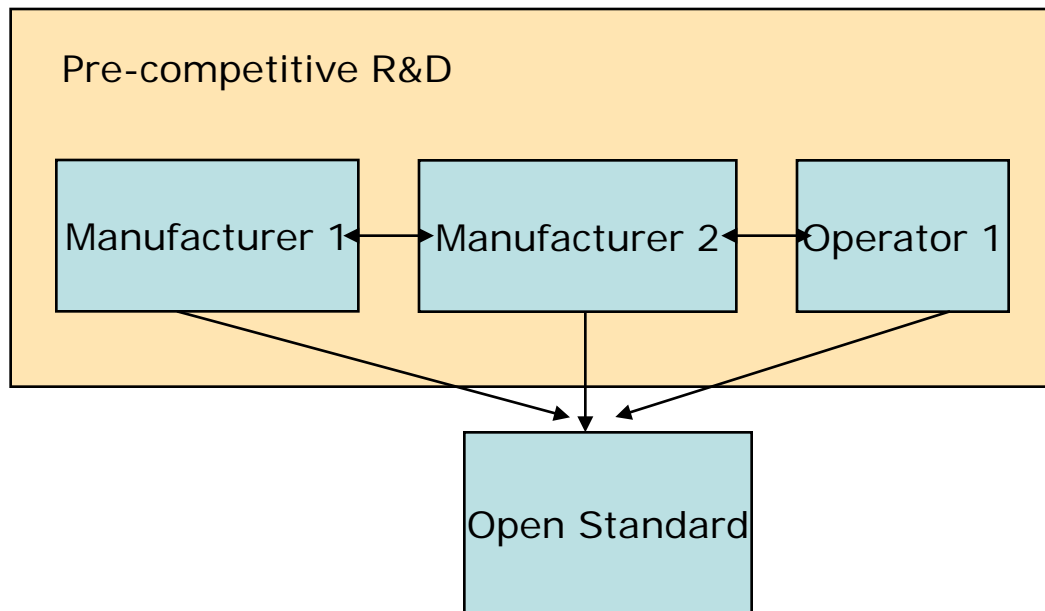 Pre-competitive R&D
Manufacturer 1
Manufacturer 2
Operator 1
Open Standard